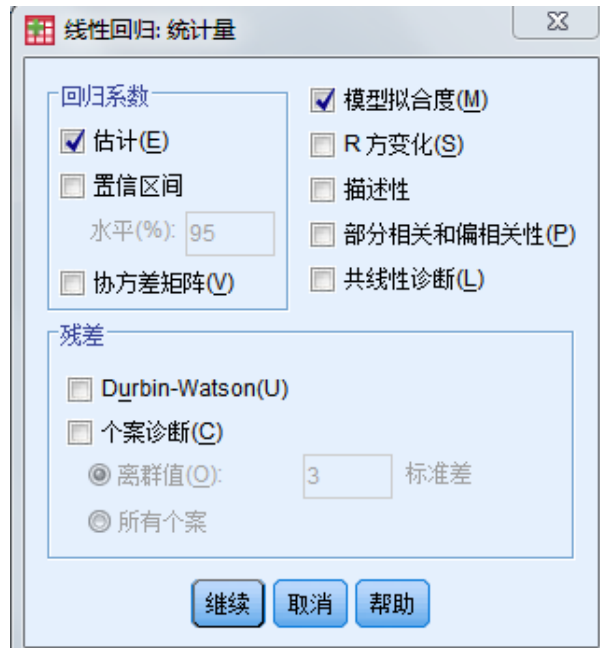 线性回归: 统计量
回归系数
估计(E)
置信区间
水平(%): 95
协方差矩阵(V)
模型拟合度(M)
R 方变化(S)
描述性
部分相关和偏相关性(P)
共线性诊断(L)
残差
Durbin-Watson(U)
个案诊断(C)
离群值(O): 3 标准差
所有个案
继续 取消 帮助